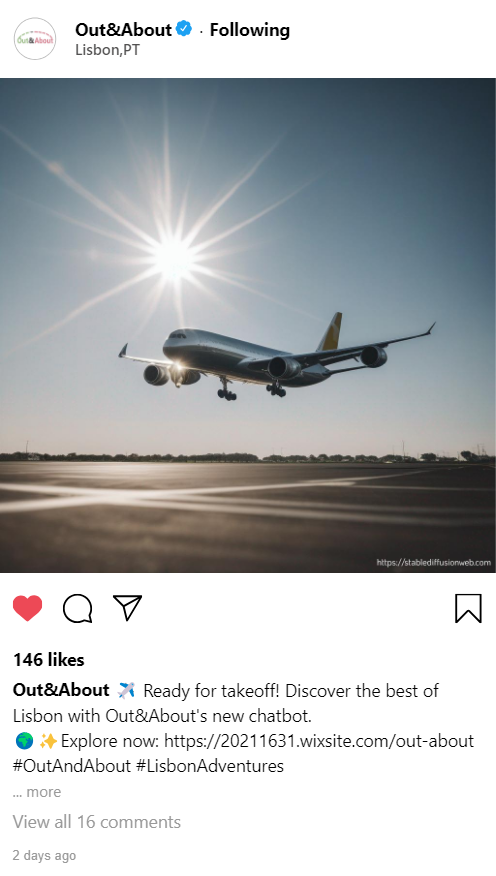 Out&About
Out&About · Following
Lisbon,PT
https://stablediffusionweb.com
146 likes
Out&About ✈️ Ready for takeoff! Discover the best of
Lisbon with Out&About's new chatbot.
🌍 ✨Explore now: https://20211631.wixsite.com/out-about
#OutAndAbout #LisbonAdventures
... more
View all 16 comments
2 days ago